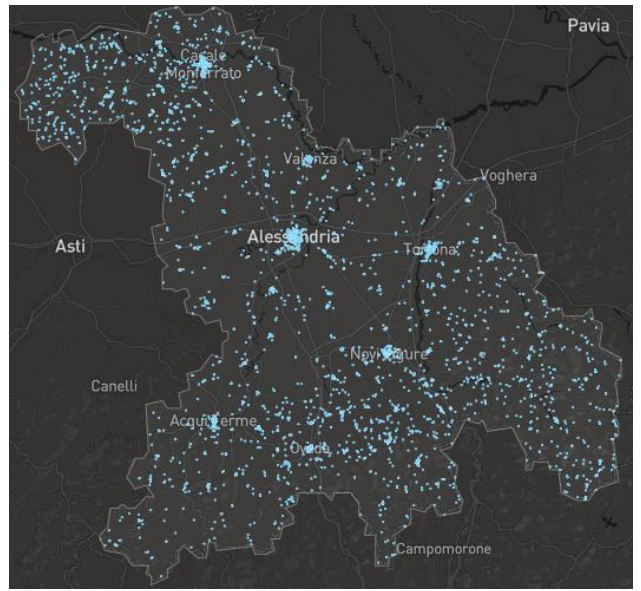 Pavia
Casale
Monferrato
Valenza
Voghera
Alessandria
Asti
Tortona
Novi Ligure
Canelli
Acqui Terme
Ovada
Campomorone